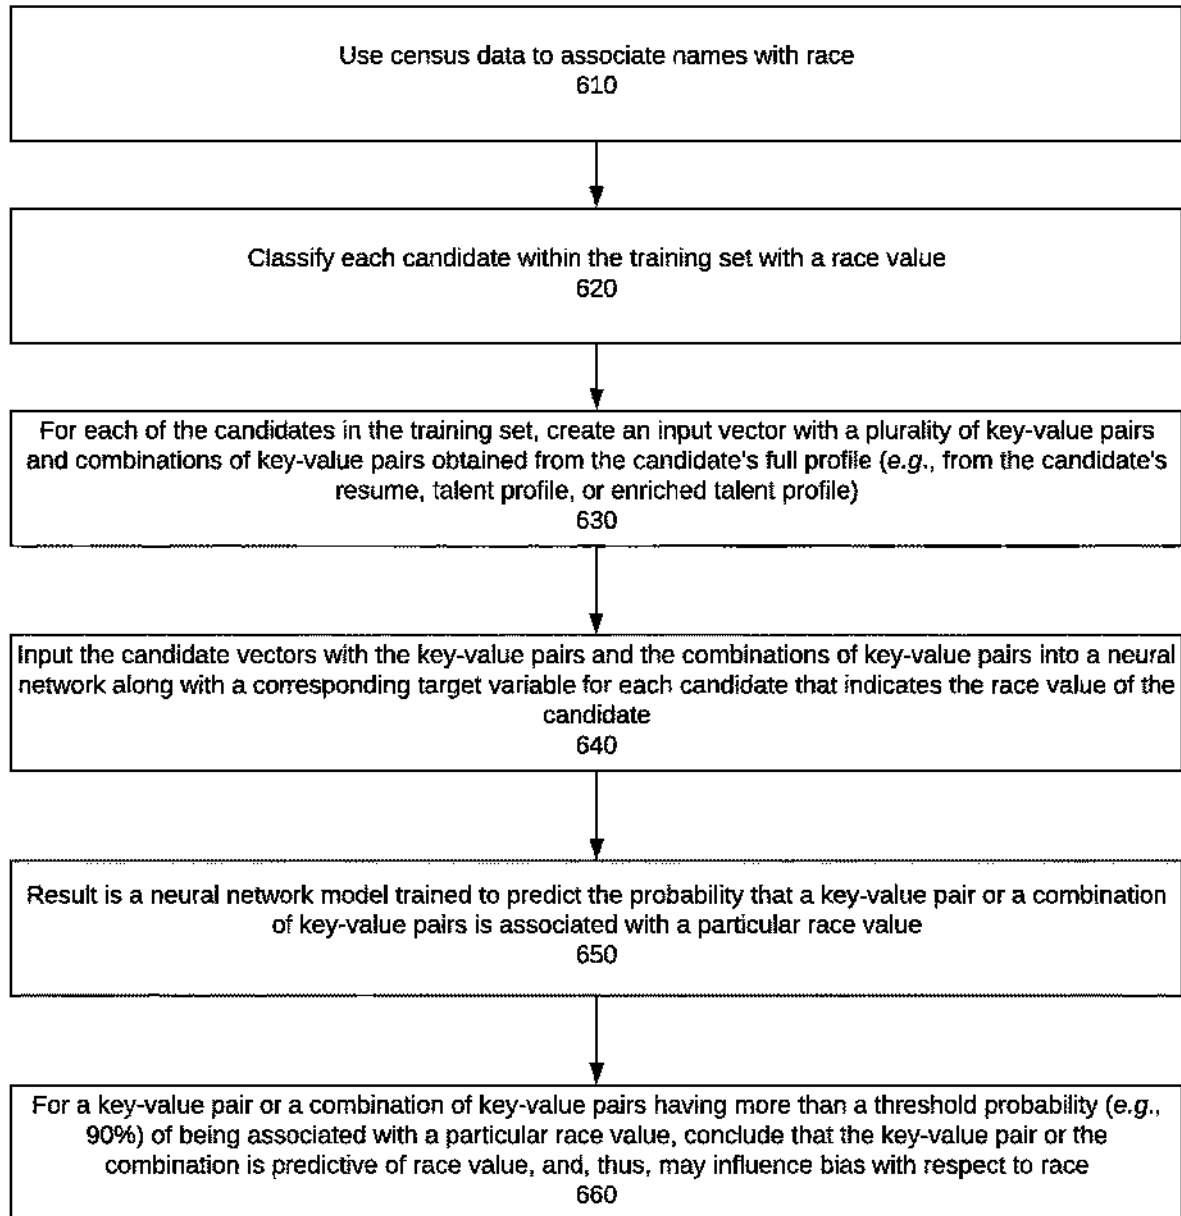 Use census data to associate names with race
610
Classify each candidate within the training set with a race value
620
For each of the candidates in the training set, create an input vector with a plurality of key-value pairs
and combinations of key-value pairs obtained from the candidate's full profile (e.g., from the candidate's
resume, talent profile, or enriched talent profile)
630
Input the candidate vectors with the key-value pairs and the combinations of key-value pairs into a neural
network along with a corresponding target variable for each candidate that indicates the race value of the
candidate
640
Result is a neural network model trained to predict the probability that a key-value pair or a combination
of key-value pairs is associated with a particular race value
650
For a key-value pair or a combination of key-value pairs having more than a threshold probability (e.g.,
90%) of being associated with a particular race value, conclude that the key-value pair or the
combination is predictive of race value, and, thus, may influence bias with respect to race
660